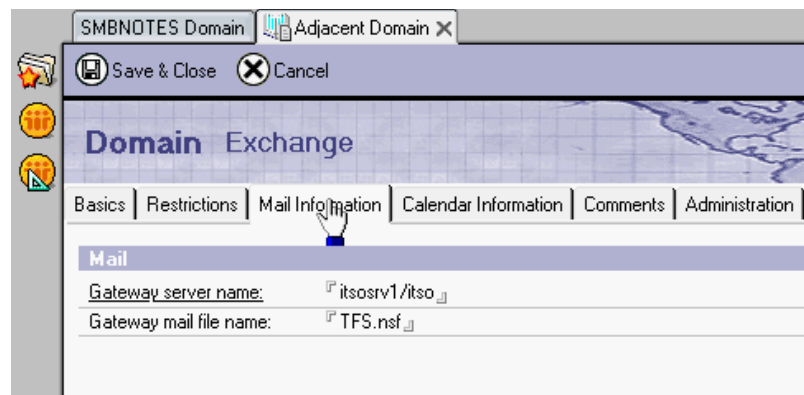 SMBNOTES Domain Adjacent Domain
Save & Close Cancel
Domain Exchange
Basics Restrictions Mail Information Calendar Information Comments Administration
Mail
Gateway server name: itsosrv1/itso
Gateway mail file name: TFS.nsf